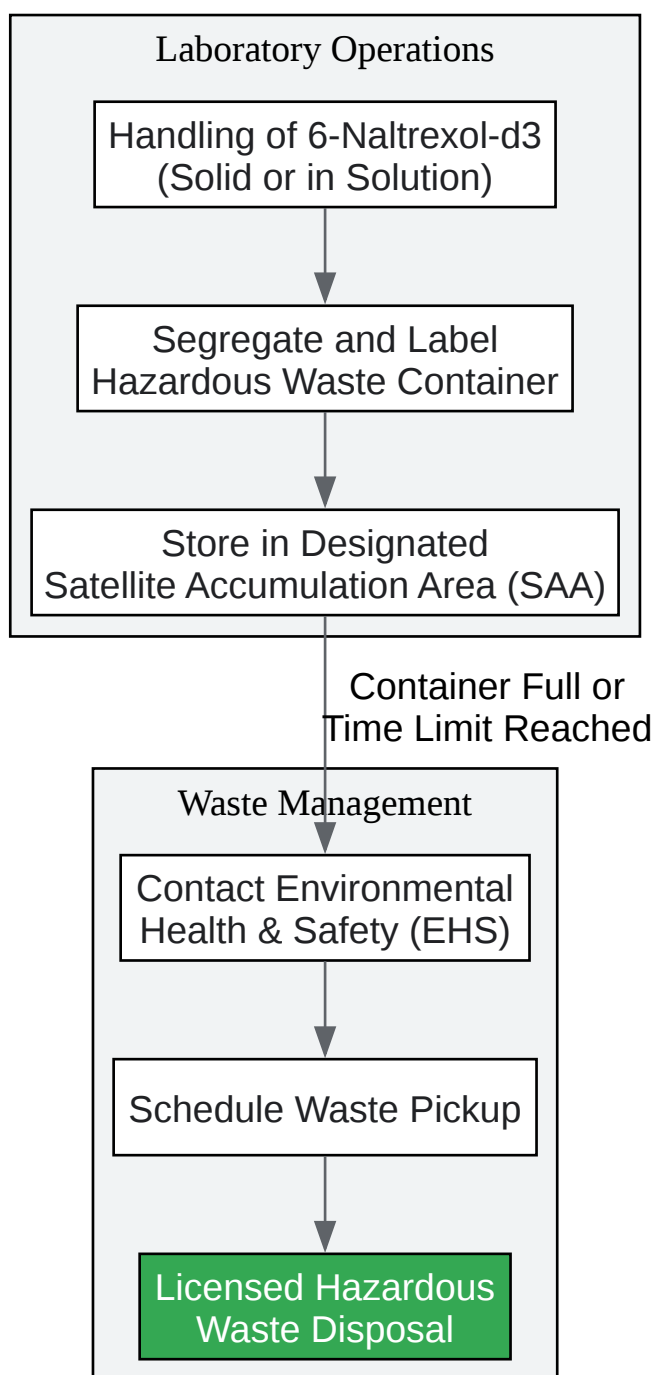 Laboratory Operations
Handling of 6-Naltrexol-d3
(Solid or in Solution)
Segregate and Label
Hazardous Waste Container
Store in Designated
Satellite Accumulation Area (SAA)
Container Full or
Time Limit Reached
Waste Management
Contact Environmental
Health & Safety (EHS)
Schedule Waste Pickup
Licensed Hazardous
Waste Disposal